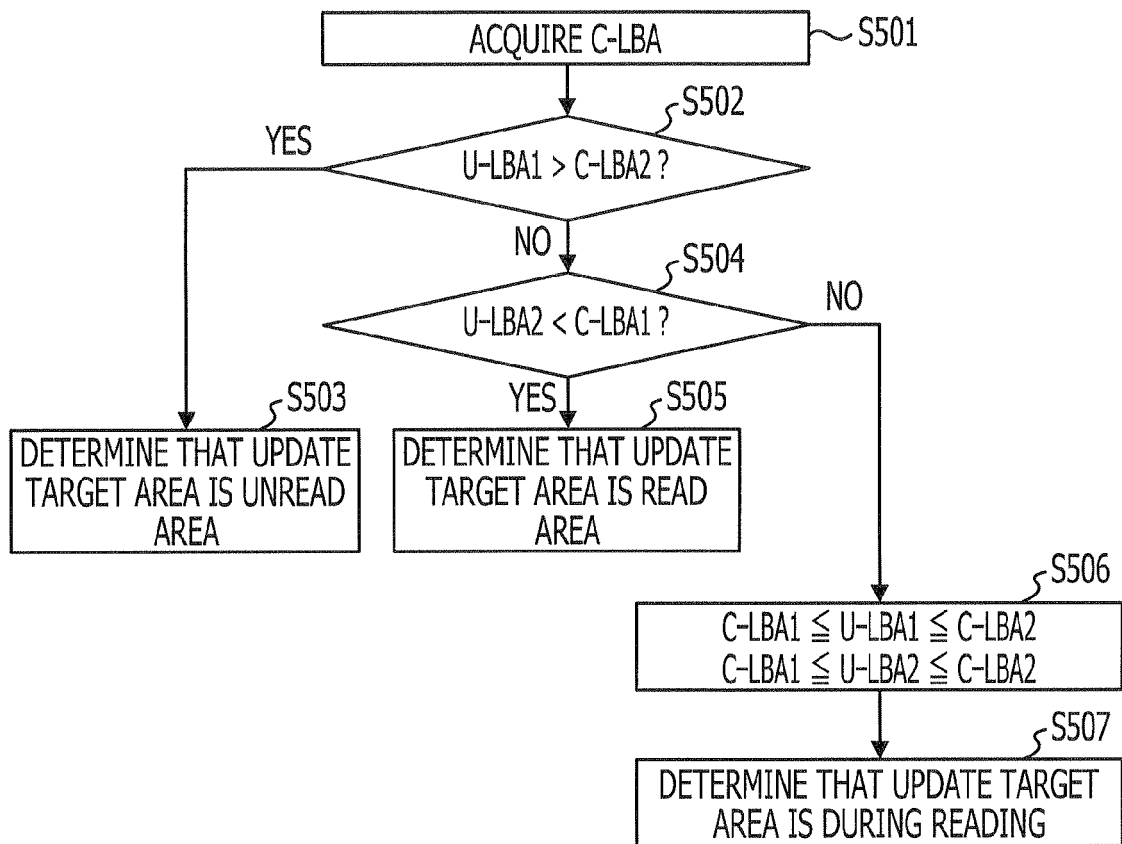 ACQUIRE C-LBA
S501
S502
YES
U-LBA1 > C-LBA2 ?
NO
S504
NO
U-LBA2 < C-LBA1 ?
S503
YES
S505
DETERMINE THAT UPDATE
TARGET AREA IS UNREAD
AREA
DETERMINE THAT UPDATE
TARGET AREA IS READ
AREA
S506
C-LBA1 ≦ U-LBA1 ≦ C-LBA2
C-LBA1 ≦ U-LBA2 ≦ C-LBA2
S507
DETERMINE THAT UPDATE TARGET
AREA IS DURING READING